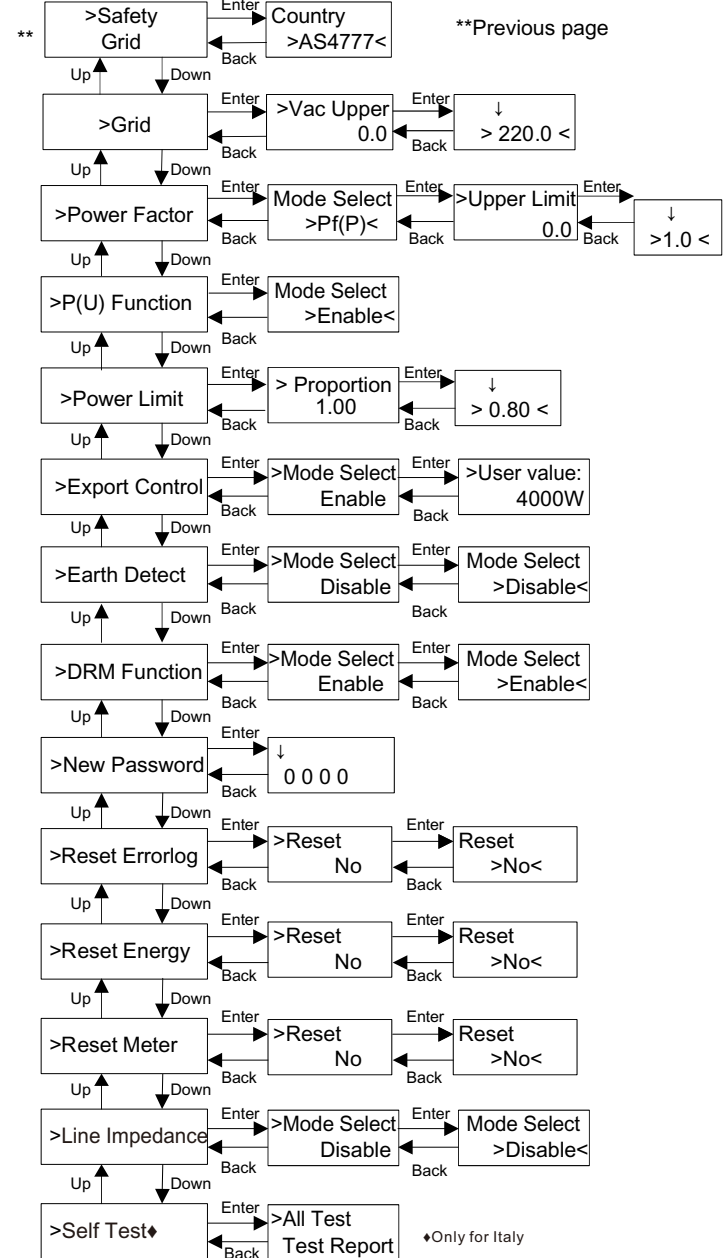 **
>Safety
Grid
Enter
Back
Country
>AS4777<
**Previous page
Up
Down
>Grid
Enter
Back
>Vac Upper
0.0
Enter
Back
↓
> 220.0 <
Up
Down
>Power Factor
Enter
Back
Mode Select
>Pf(P)<
Enter
Back
>Upper Limit
0.0
Enter
Back
↓
>1.0 <
Up
Down
>P(U) Function
Enter
Back
Mode Select
>Enable<
Up
Down
>Power Limit
Enter
Back
> Proportion
1.00
Enter
Back
↓
> 0.80 <
Up
Down
>Export Control
Enter
Back
>Mode Select
Enable
Enter
Back
>User value:
4000W
Up
Down
>Earth Detect
Enter
Back
>Mode Select
Disable
Enter
Back
Mode Select
>Disable<
Up
Down
>DRM Function
Enter
Back
>Mode Select
Enable
Enter
Back
Mode Select
>Enable<
Up
Down
>New Password
Enter
Back
↓
0 0 0 0
Up
Down
>Reset Errorlog
Enter
Back
>Reset
No
Enter
Back
Reset
>No<
Up
Down
>Reset Energy
Enter
Back
>Reset
No
Enter
Back
Reset
>No<
Up
Down
>Reset Meter
Enter
Back
>Reset
No
Enter
Back
Reset
>No<
Up
Down
>Line Impedance
Enter
Back
>Mode Select
Disable
Enter
Back
Mode Select
>Disable<
Up
Down
>Self Test♦
Enter
Back
>All Test
Test Report
♦Only for Italy